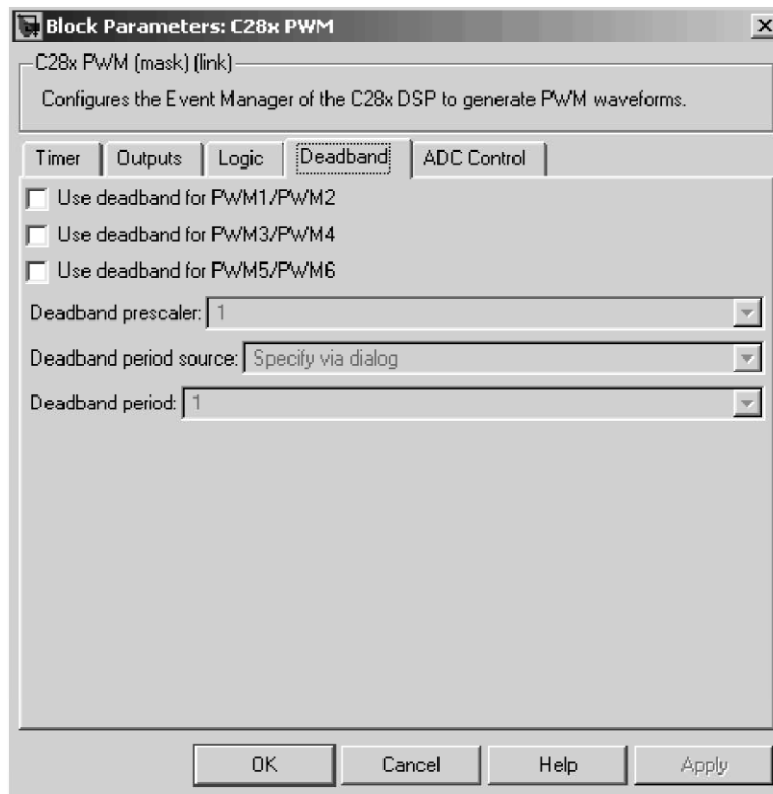 Block Parameters: C28x PWM
C28x PWM (mask) (link)
Configures the Event Manager of the C28x DSP to generate PWM waveforms.
Timer Outputs Logic Deadband ADC Control
Use deadband for PWM1/PWM2
Use deadband for PWM3/PWM4
Use deadband for PWM5/PWM6
Deadband prescaler: 1
Deadband period source: Specify via dialog
Deadband period: 1
OK Cancel Help Apply